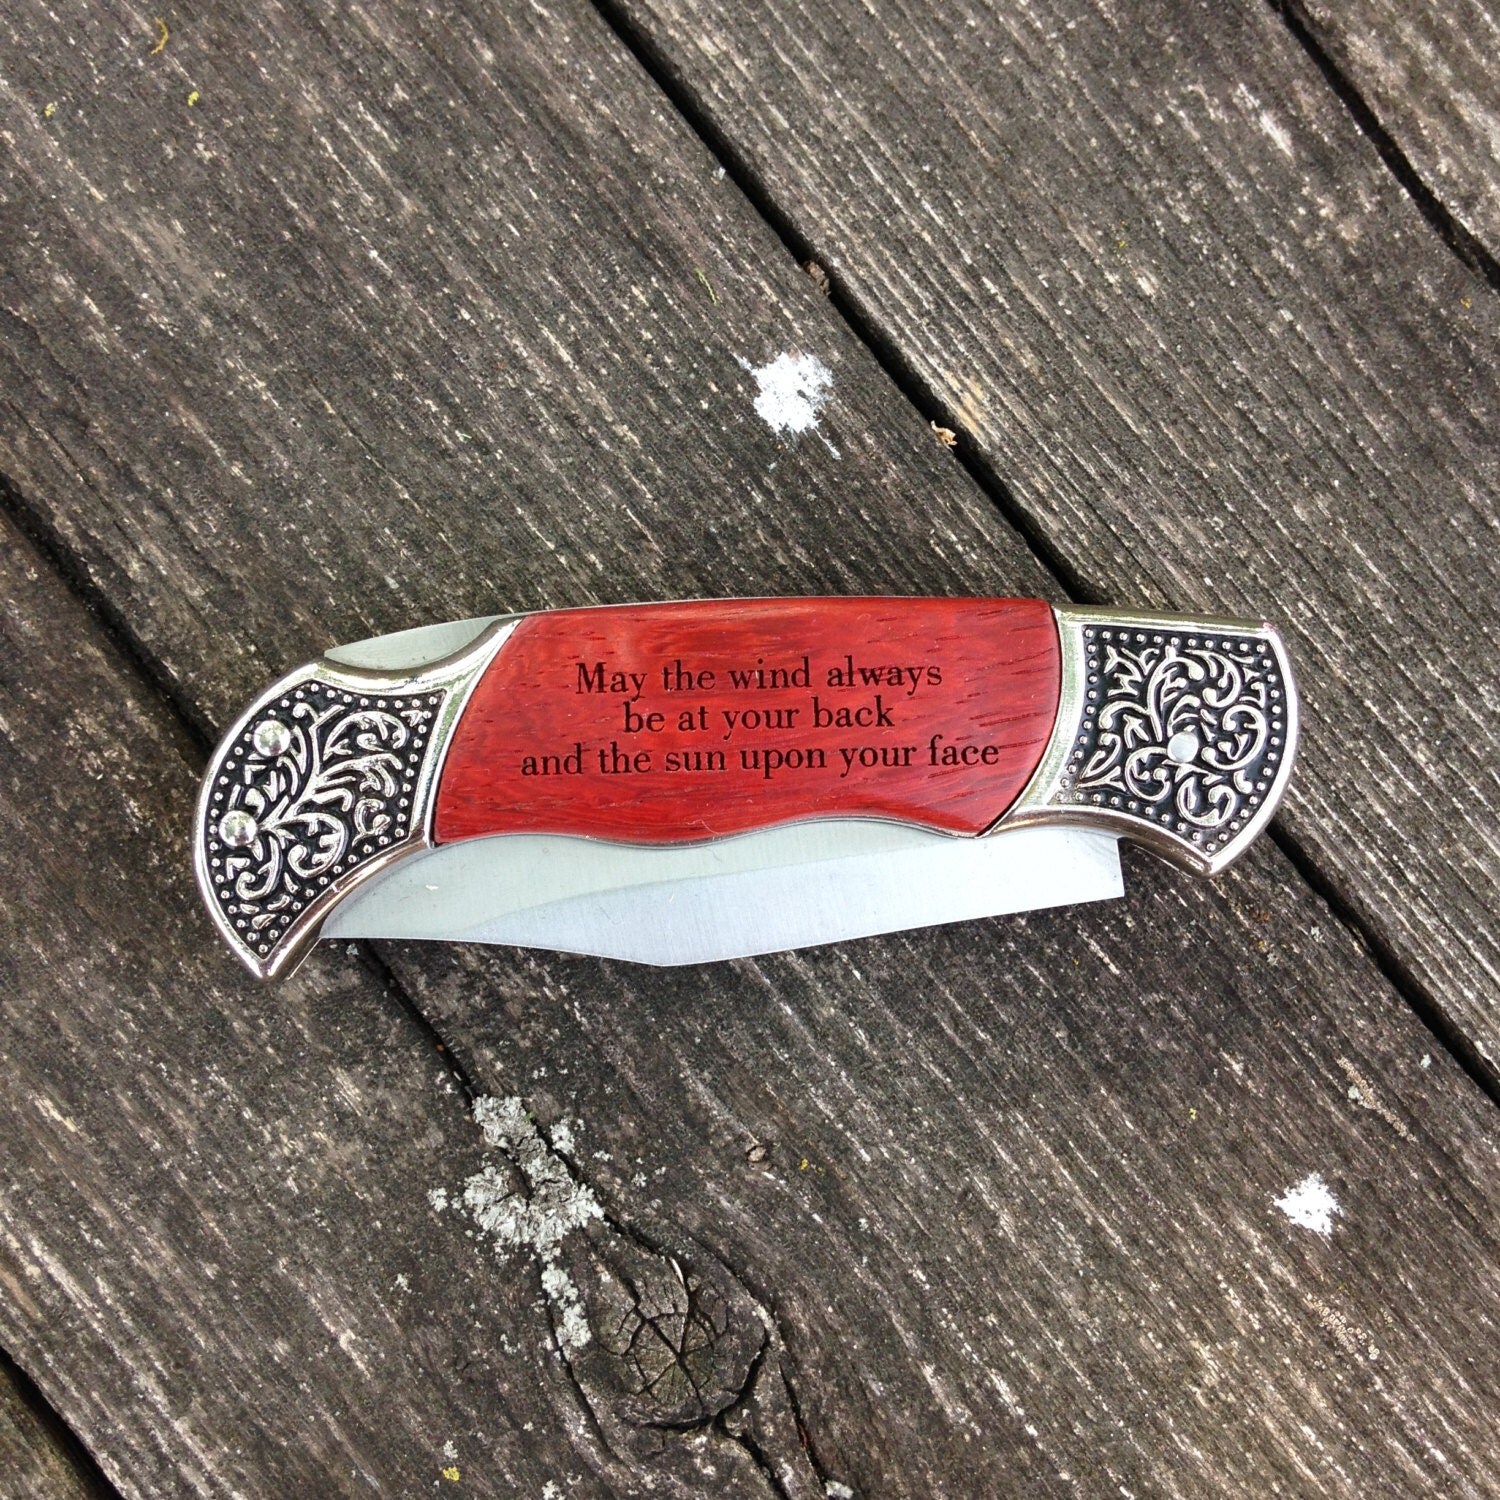 May the wind always
be at your back
and the sun upon your face